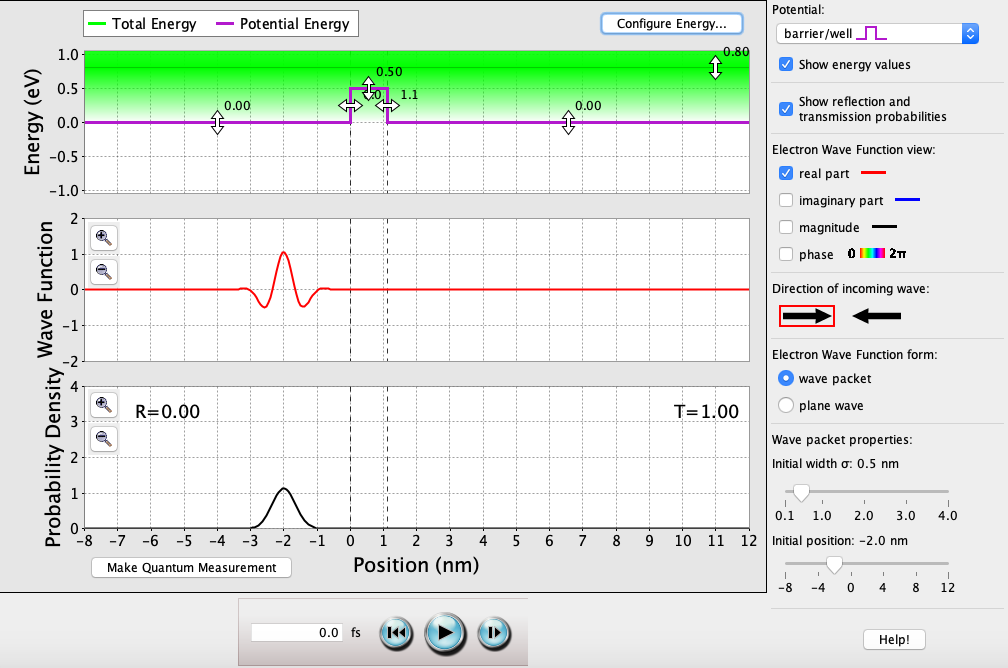 Total Energy Potential Energy
Configure Energy...
Energy (eV)
1.0
0.5
0.0
−0.5
−1.0
0.80
0.50
1.1
0.00
0.00
Wave Function
2
1
0
−1
−2
Probability Density
4
3
2
1
0
R=0.00
T=1.00
−8 −7 −6 −5 −4 −3 −2 −1 0 1 2 3 4 5 6 7 8 9 10 11 12
Position (nm)
Make Quantum Measurement
0.0 fs
Potential:
barrier/well
Show energy values
Show reflection and
transmission probabilities
Electron Wave Function view:
real part
imaginary part
magnitude
phase 0 2π
Direction of incoming wave:
Electron Wave Function form:
wave packet
plane wave
Wave packet properties:
Initial width σ: 0.5 nm
0.1 1.0 2.0 3.0 4.0
Initial position: −2.0 nm
−8 −4 0 4 8 12
Help!